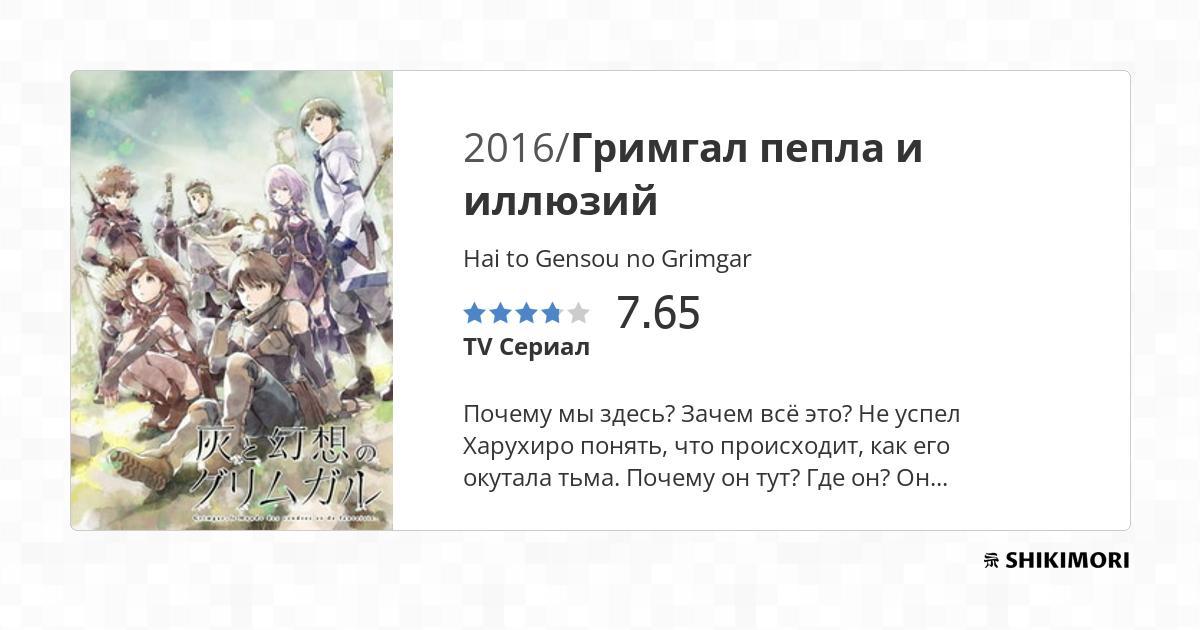 2016/Гримгал пепла и
иллюзий
Hai to Gensou no Grimgar
7.65
TV Сериал
Почему мы здесь? Зачем всё это? Не успел
Харухиро понять, что происходит, как его
окутала тьма. Почему он тут? Где он? Он...
灰と幻想の
グリムガル
SHIKIMORI